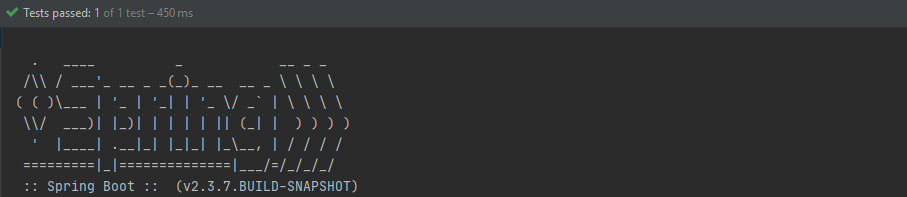 Tests passed: 1 of 1 test – 450 ms
  .   ____          _            __ _ _
 /\\ / ___'_ __ _ _(_)_ __  __ _ \ \ \ \
( ( )\___ | '_ | '_| | '_ \/ _` | \ \ \ \
 \\/  ___)| |_)| | | | | || (_| |  ) ) ) )
  '  |____| .__|_| |_|_| |_\__, | / / / /
 =========|_|==============|___/=/_/_/_/
 :: Spring Boot ::  (v2.3.7.BUILD-SNAPSHOT)